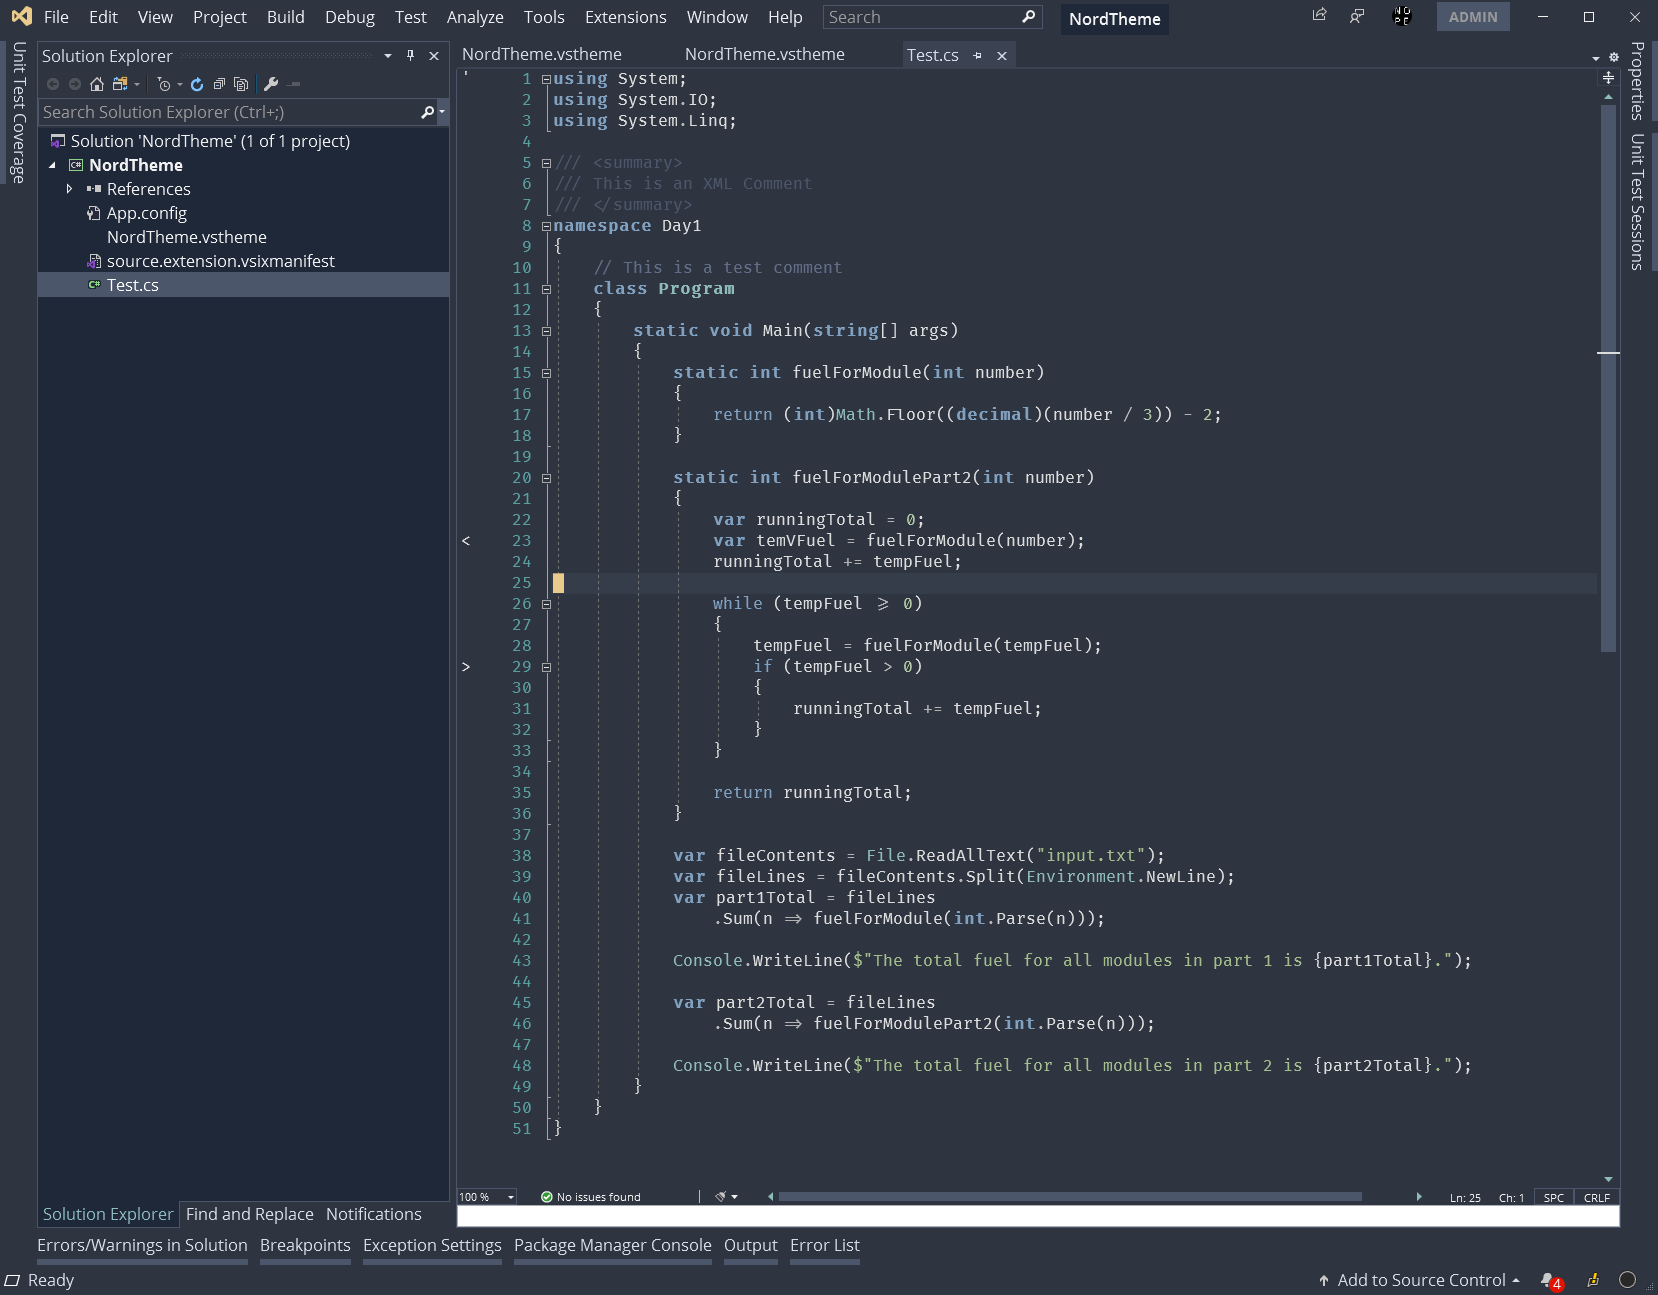 File Edit View Project Build Debug Test Analyze Tools Extensions Window Help Search NordTheme ADMIN
Unit Test Coverage
Solution Explorer
Search Solution Explorer (Ctrl+;)
Solution 'NordTheme' (1 of 1 project)
NordTheme
References
App.config
NordTheme.vstheme
source.extension.vsixmanifest
Test.cs
NordTheme.vstheme NordTheme.vstheme Test.cs
1 using System;
2 using System.IO;
3 using System.Linq;
4
5 /// <summary>
6 /// This is an XML Comment
7 /// </summary>
8 namespace Day1
9 {
10 // This is a test comment
11 class Program
12 {
13 static void Main(string[] args)
14 {
15 static int fuelForModule(int number)
16 {
17 return (int)Math.Floor((decimal)(number / 3)) - 2;
18 }
19
20 static int fuelForModulePart2(int number)
21 {
22 var runningTotal = 0;
< 23 var temVFuel = fuelForModule(number);
24 runningTotal += tempFuel;
25
26 while (tempFuel >= 0)
27 {
28 tempFuel = fuelForModule(tempFuel);
> 29 if (tempFuel > 0)
30 {
31 runningTotal += tempFuel;
32 }
33 }
34
35 return runningTotal;
36 }
37
38 var fileContents = File.ReadAllText("input.txt");
39 var fileLines = fileContents.Split(Environment.NewLine);
40 var part1Total = fileLines
41 .Sum(n => fuelForModule(int.Parse(n)));
42
43 Console.WriteLine($"The total fuel for all modules in part 1 is {part1Total}.");
44
45 var part2Total = fileLines
46 .Sum(n => fuelForModulePart2(int.Parse(n)));
47
48 Console.WriteLine($"The total fuel for all modules in part 2 is {part2Total}.");
49 }
50 }
51 }
100 % No issues found Ln: 25 Ch: 1 SPC CRLF
Properties
Unit Test Sessions
Solution Explorer Find and Replace Notifications
Errors/Warnings in Solution Breakpoints Exception Settings Package Manager Console Output Error List
Ready Add to Source Control 4